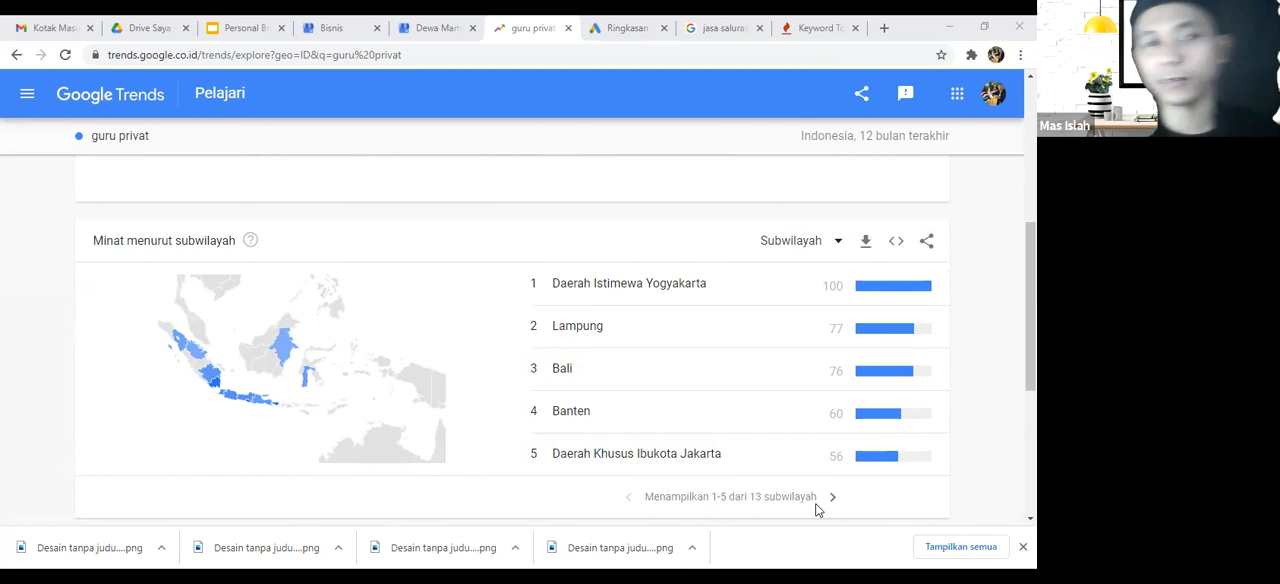 Kotak Masu
Drive Saya
Personal B
Bisnis
Dewa Mam
guru privat
Ringkasan
jasa salurar
Keyword To
trends.google.co.id/trends/explore?geo=ID&q=guru%20privat
Google Trends
Pelajari
guru privat
Indonesia, 12 bulan terakhir
Minat menurut subwilayah
Subwilayah
1 Daerah Istimewa Yogyakarta 100
2 Lampung 77
3 Bali 76
4 Banten 60
5 Daerah Khusus Ibukota Jakarta 56
Menampilkan 1-5 dari 13 subwilayah
Desain tanpa judu....png
Desain tanpa judu....png
Desain tanpa judu....png
Desain tanpa judu....png
Tampilkan semua
Mas Islah